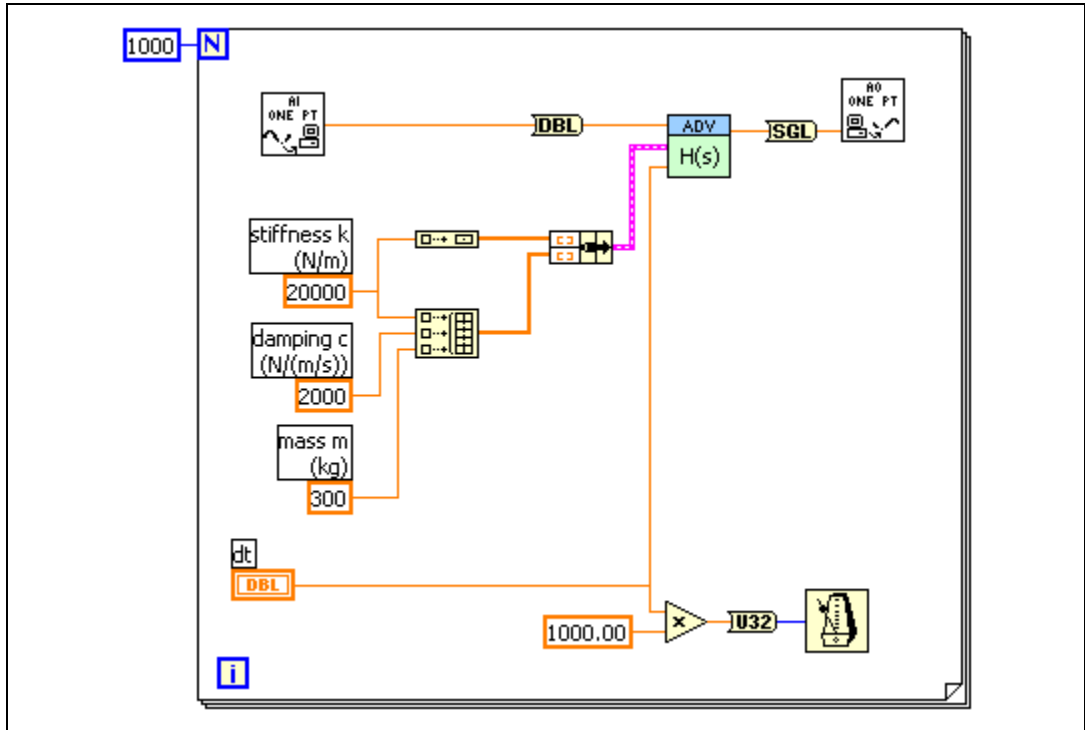 1000 N
AI
ONE PT
DBL
ADV
H(s)
SGL
AO
ONE PT
stiffness k
(N/m)
20000
damping c
(N/(m/s))
2000
mass m
(kg)
300
dt
DBL
1000.00
x
U32
i